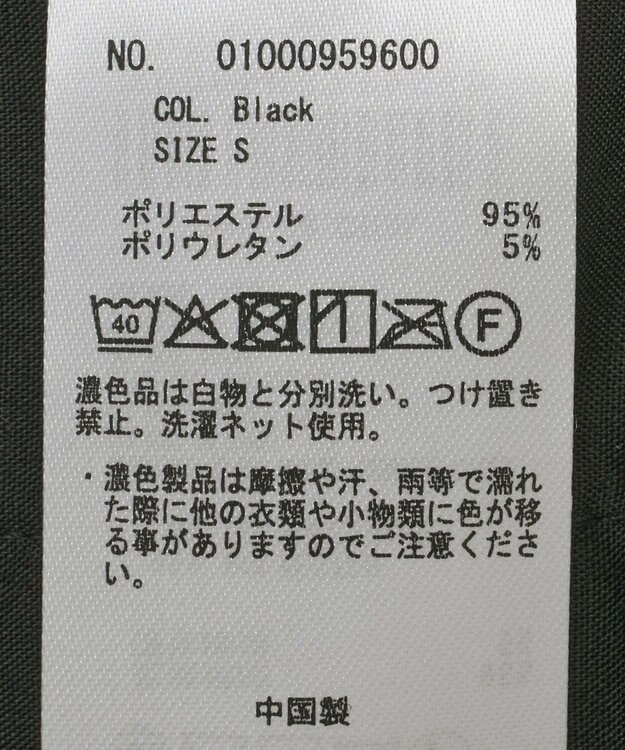 NO. 01000959600
COL. Black
SIZE S
ポリエステル 95%
ポリウレタン 5%
40 F
濃色品は白物と分別洗い。つけ置き
禁止。洗濯ネット使用。
・濃色製品は摩擦や汗、雨等で濡れ
た際に他の衣類や小物類に色が移
る事がありますのでご注意くださ
い。
中国製